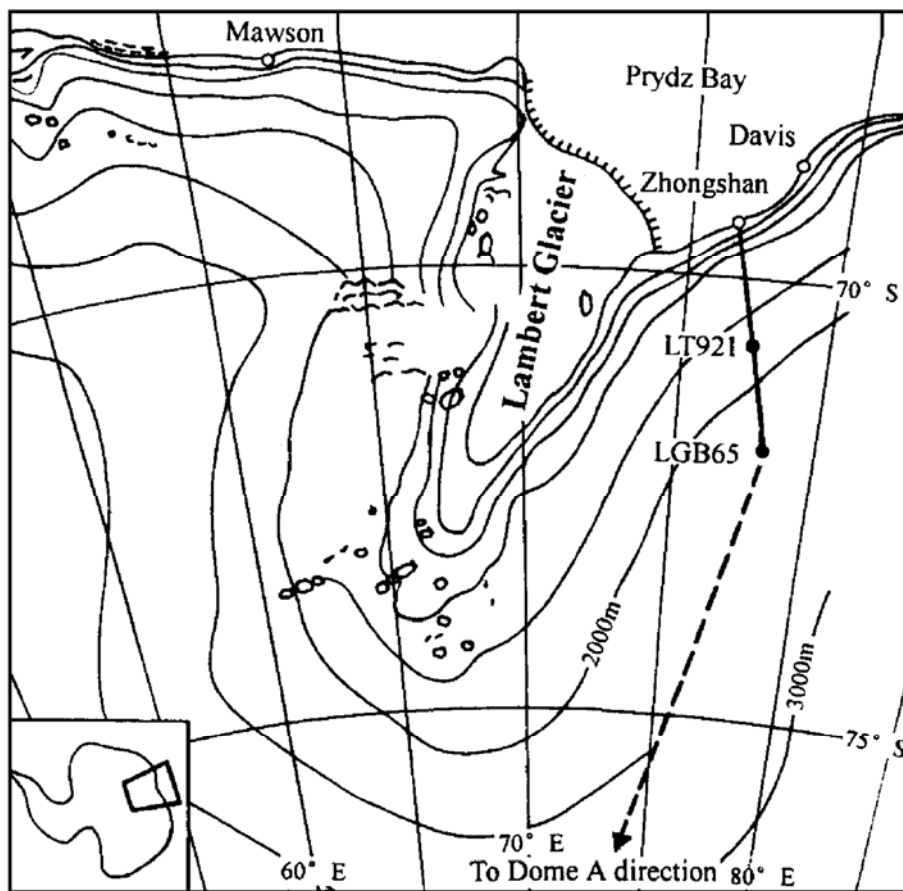 Mawson
Prydz Bay
Davis
Zhongshan
Lambert Glacier
70° S
LT921
LGB65
2000m
3000m
75° S
70° E
60° E
To Dome A direction
80° E